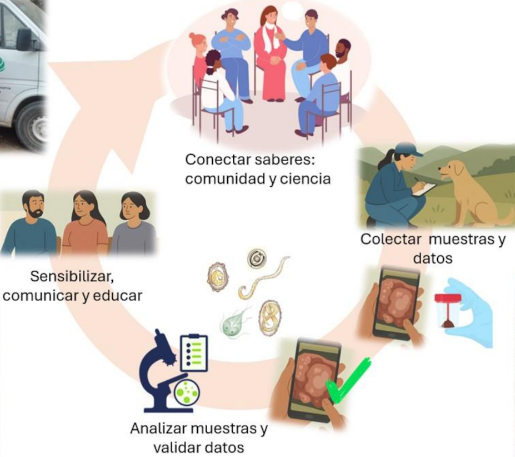 Conectar saberes:
comunidad y ciencia
Colectar muestras y
datos
Sensibilizar,
comunicar y educar
Analizar muestras y
validar datos